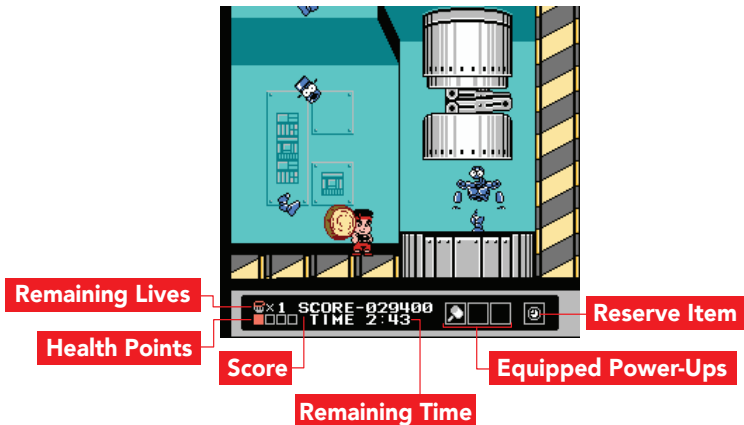 Remaining Lives
×1 SCORE-029400
Reserve Item
TIME 2:43
Health Points
Score
Equipped Power-Ups
Remaining Time